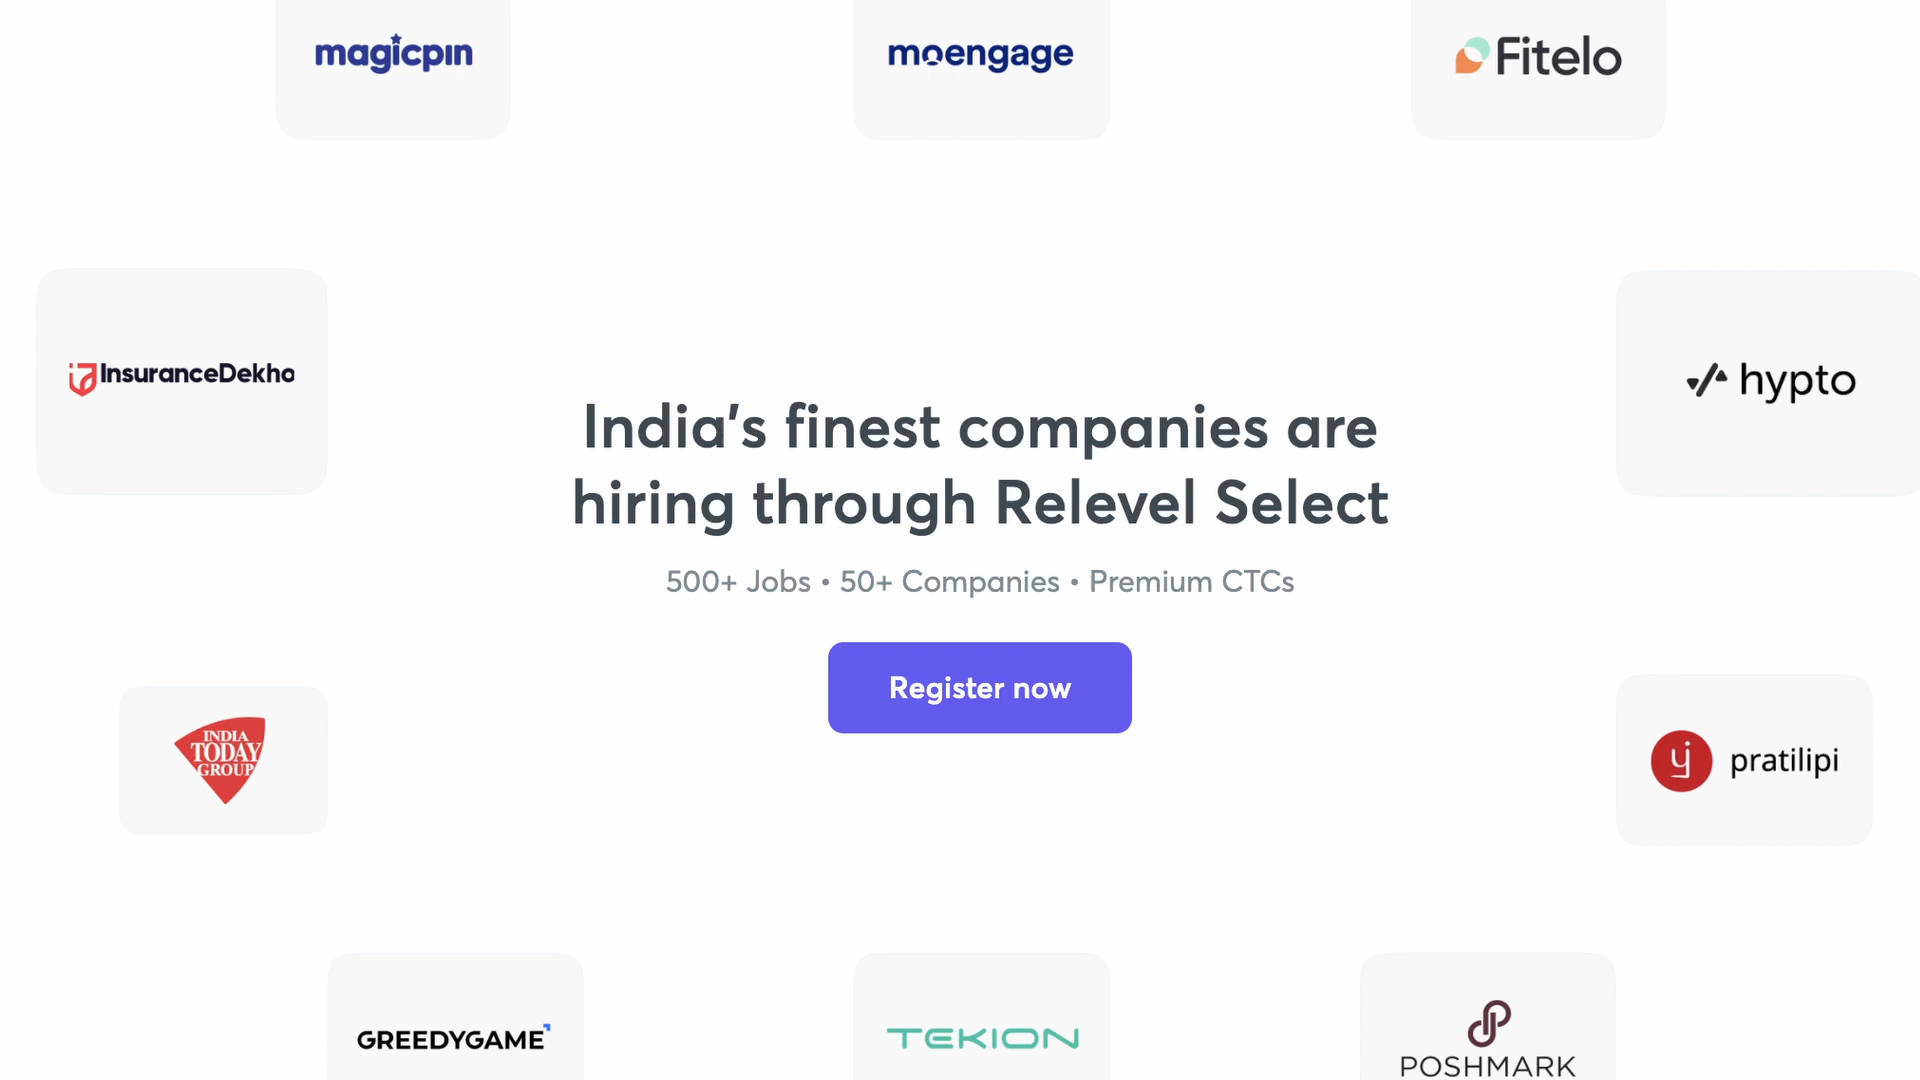 magicpin
moengage
Fitelo
InsuranceDekho
hypto
India's finest companies are
hiring through Relevel Select
500+ Jobs • 50+ Companies • Premium CTCs
Register now
INDIA
TODAY
GROUP
pratilipi
GREEDYGAME
TEKION
POSHMARK